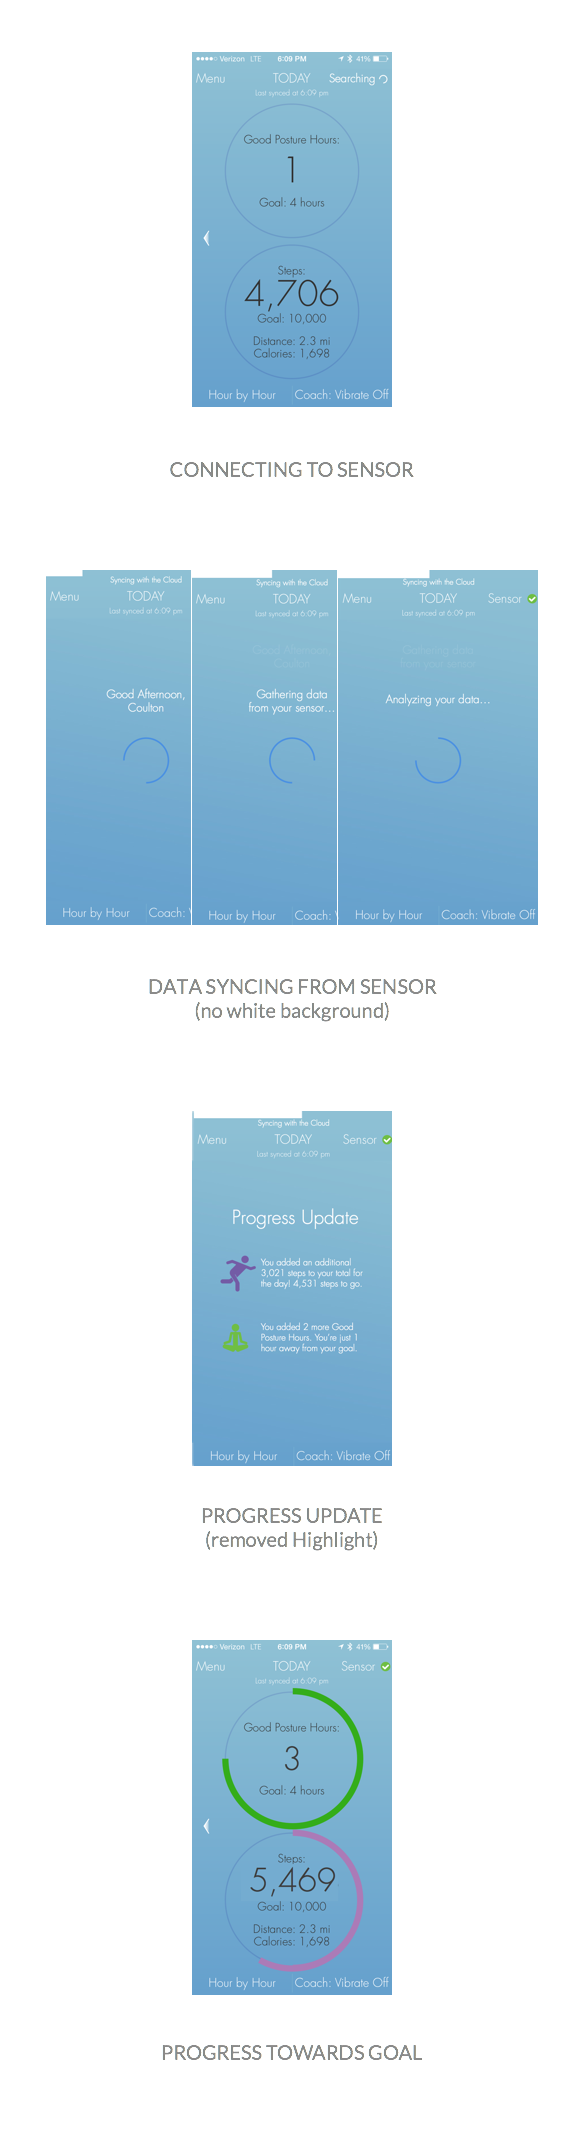 Verizon LTE 6:09 PM 41%
Menu TODAY Searching
Last synced at 6:09 pm
Good Posture Hours:
1
Goal: 4 hours
Steps:
4,706
Goal: 10,000
Distance: 2.3 mi
Calories: 1,698
Hour by Hour Coach: Vibrate Off
CONNECTING TO SENSOR
Syncing with the Cloud
Menu TODAY
Last synced at 6:09 pm
Good Afternoon,
Coulton
Hour by Hour Coach: V
Syncing with the Cloud
Menu TODAY
Last synced at 6:09 pm
Good Afternoon
Coulton
Gathering data
from your sensor...
Hour by Hour Coach: V
Syncing with the Cloud
Menu TODAY Sensor
Last synced at 6:09 pm
Gathering data
from your sensor
Analyzing your data...
Hour by Hour Coach: Vibrate Off
DATA SYNCING FROM SENSOR
(no white background)
Syncing with the Cloud
Menu TODAY Sensor
Last synced at 6:09 pm
Progress Update
You added an additional
3,021 steps to your total for
the day! 4,531 steps to go.
You added 2 more Good
Posture Hours. You're just 1
hour away from your goal.
Hour by Hour Coach: Vibrate Off
PROGRESS UPDATE
(removed Highlight)
Verizon LTE 6:09 PM 41%
Menu TODAY Sensor
Last synced at 6:09 pm
Good Posture Hours:
3
Goal: 4 hours
Steps:
5,469
Goal: 10,000
Distance: 2.3 mi
Calories: 1,698
Hour by Hour Coach: Vibrate Off
PROGRESS TOWARDS GOAL